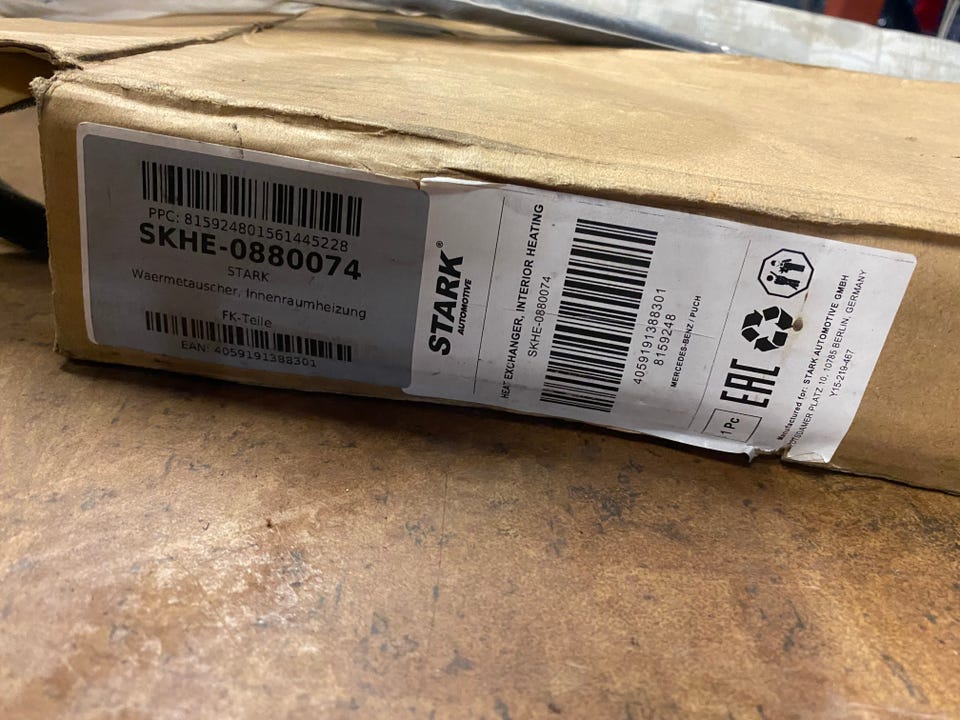 PPC: 815924801561445228
SKHE-0880074
STARK
Waermetauscher, Innenraumheizung
FK-Teile
EAN: 4059191388301
STARK®
AUTOMOTIVE
HEAT EXCHANGER, INTERIOR HEATING
SKHE-0880074
4059191388301
8159248
MERCEDES-BENZ / PUCH
EAC
1 Pc
Manufactured for: STARK AUTOMOTIVE GMBH
POTSDAMER PLATZ 10, 10785 BERLIN, GERMANY
Y15-219-467